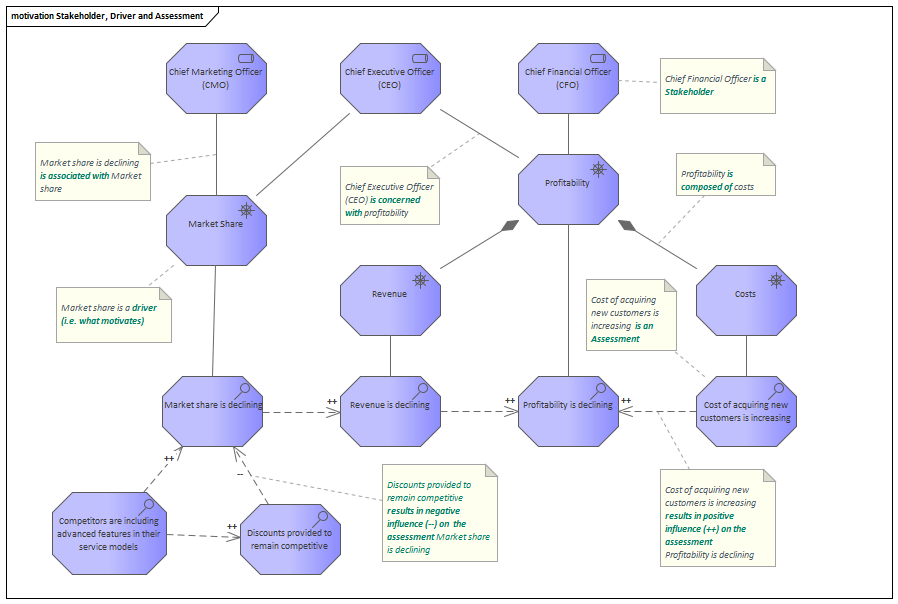 motivation Stakeholder, Driver and Assessment
Chief Marketing Officer
(CMO)
Chief Executive Officer
(CEO)
Chief Financial Officer
(CFO)
Chief Financial Officer is a
Stakeholder
Market share is declining
is associated with Market
share
Chief Executive Officer
(CEO) is concerned
with profitability
Profitability
Profitability is
composed of costs
Market Share
Market share is a driver
(i.e. what motivates)
Revenue
Cost of acquiring
new customers is
increasing is an
Assessment
Costs
Market share is declining
++
Revenue is declining
++
Profitability is declining
++
Cost of acquiring new
customers is increasing
++
--
Discounts provided to
remain competitive
results in negative
influence (--) on the
assessment Market share
is declining
Cost of acquiring new
customers is increasing
results in positive
influence (++) on the
assessment
Profitability is declining
Competitors are including
advanced features in their
service models
++
Discounts provided to
remain competitive